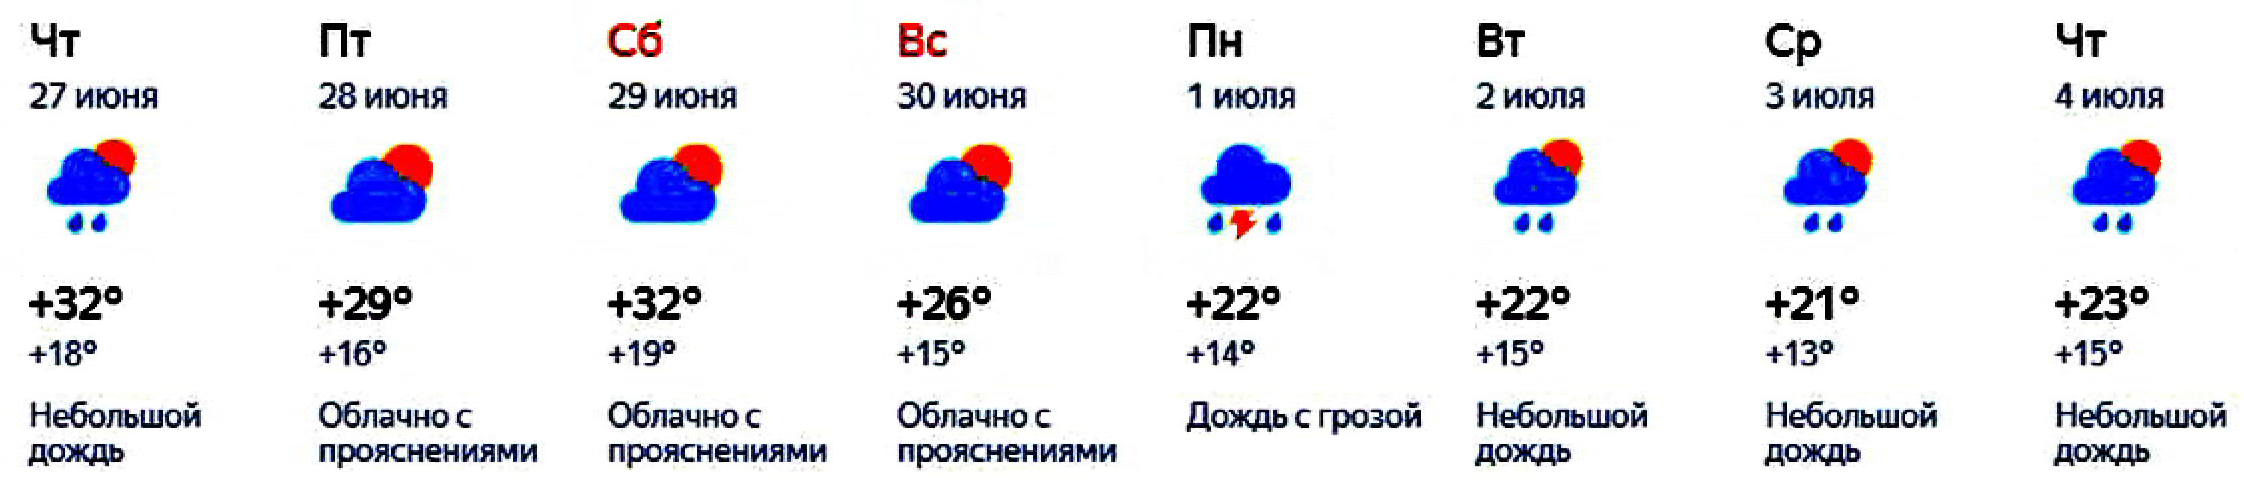 Чт
27 июня
+32°
+18°
Небольшой
дождь
Пт
28 июня
+29°
+16°
Облачно с
прояснениями
Сб
29 июня
+32°
+19°
Облачно с
прояснениями
Вс
30 июня
+26°
+15°
Облачно с
прояснениями
Пн
1 июля
+22°
+14°
Дождь с грозой
Вт
2 июля
+22°
+15°
Небольшой
дождь
Ср
3 июля
+21°
+13°
Небольшой
дождь
Чт
4 июля
+23°
+15°
Небольшой
дождь